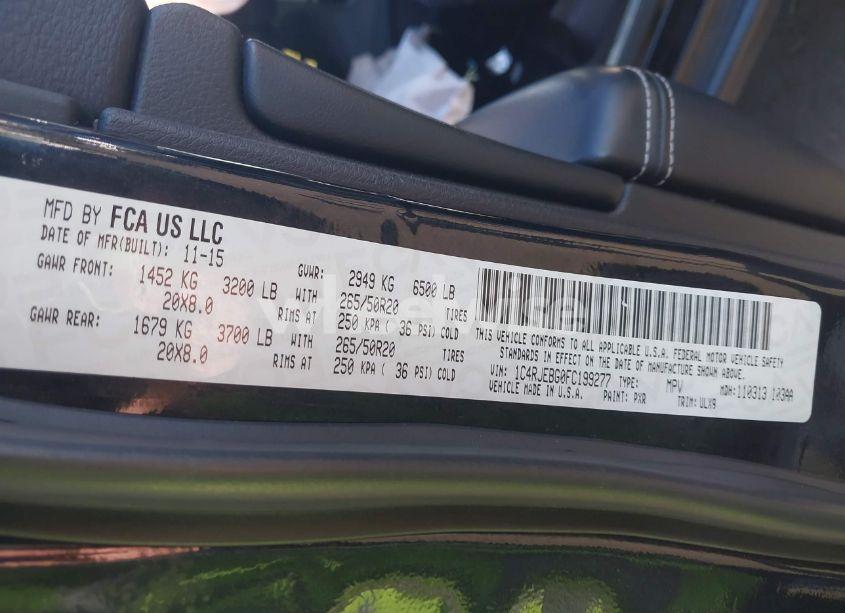 MFD BY FCA US LLC
DATE OF MFR(BUILT): 11-15
GAWR FRONT: 1452 KG 3200 LB
20X8.0 RIMS AT
GAWR REAR: 1679 KG 3700 LB
20X8.0 RIMS AT
GVWR: 2949 KG 6500 LB
WITH 265/50R20 TIRES
250 KPA ( 36 PSI) COLD
WITH 265/50R20 TIRES
250 KPA ( 36 PSI) COLD
THIS VEHICLE CONFORMS TO ALL APPLICABLE U.S.A. FEDERAL MOTOR VEHICLE SAFETY
STANDARDS IN EFFECT ON THE DATE OF MANUFACTURE SHOWN ABOVE.
VIN: 1C4RJEBG0FC199277 TYPE: MPV MDH: 110313 103AA
VEHICLE MADE IN U.S.A. PAINT: PXR TRIM: ULX9